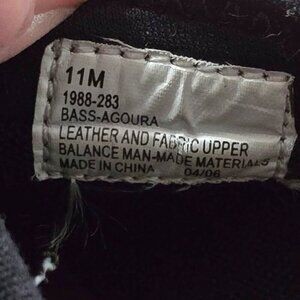 11M
1988-283
BASS-AGOURA
LEATHER AND FABRIC UPPER
BALANCE MAN-MADE MATERIALS
MADE IN CHINA 04/06